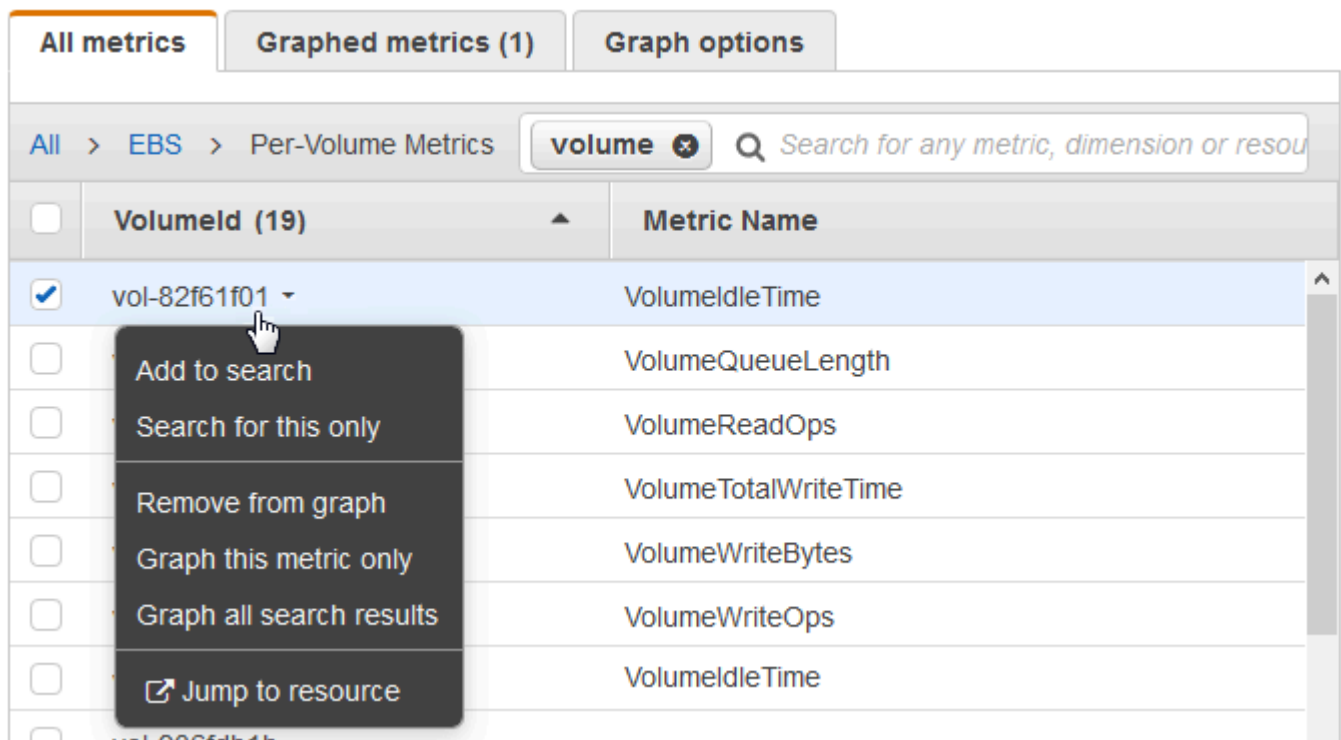 All metrics Graphed metrics (1) Graph options
All > EBS > Per-Volume Metrics volume Search for any metric, dimension or resou
VolumeId (19) Metric Name
vol-82f61f01 VolumeIdleTime
VolumeQueueLength
Add to search
VolumeReadOps
Search for this only
VolumeTotalWriteTime
Remove from graph
VolumeWriteBytes
Graph this metric only
VolumeWriteOps
Graph all search results
VolumeIdleTime
Jump to resource